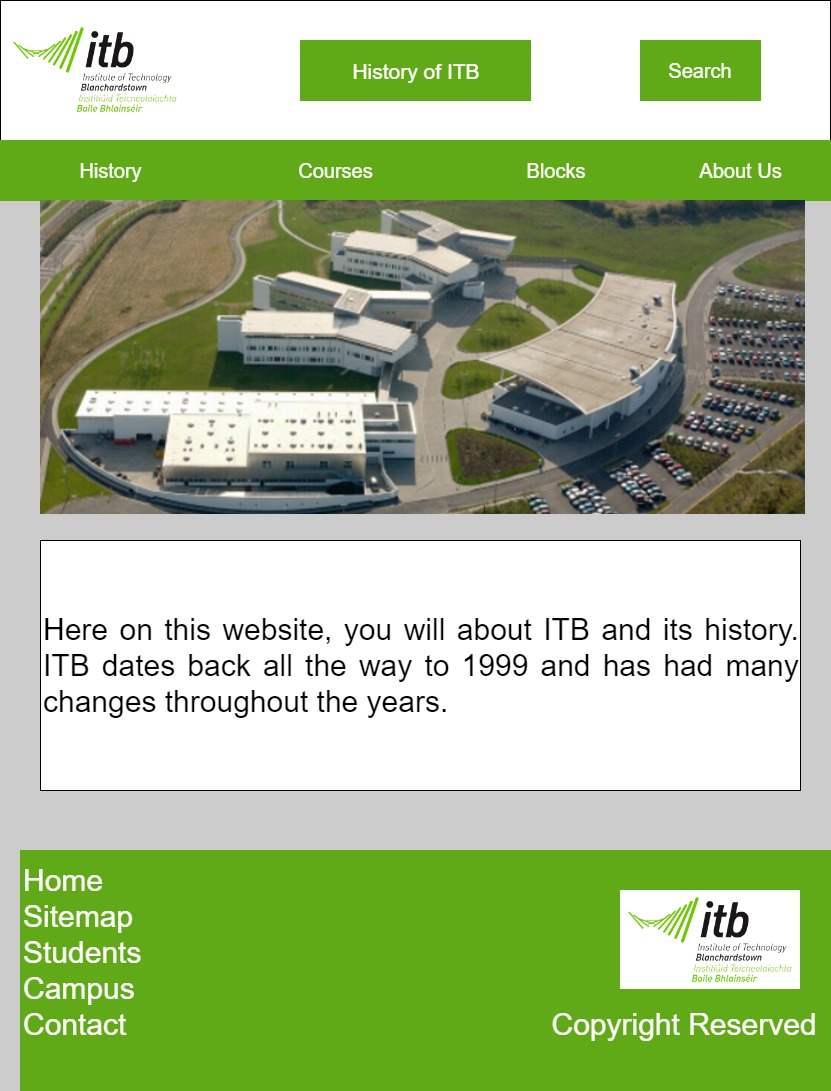 itb
Institute of Technology
Blanchardstown
Institiúid Teicneolaíochta
Baile Bhlainséir
History of ITB
Search
History
Courses
Blocks
About Us
Here on this website, you will about ITB and its history.
ITB dates back all the way to 1999 and has had many
changes throughout the years.
Home
Sitemap
Students
Campus
Contact
itb
Institute of Technology
Blanchardstown
Institiúid Teicneolaíochta
Baile Bhlainséir
Copyright Reserved